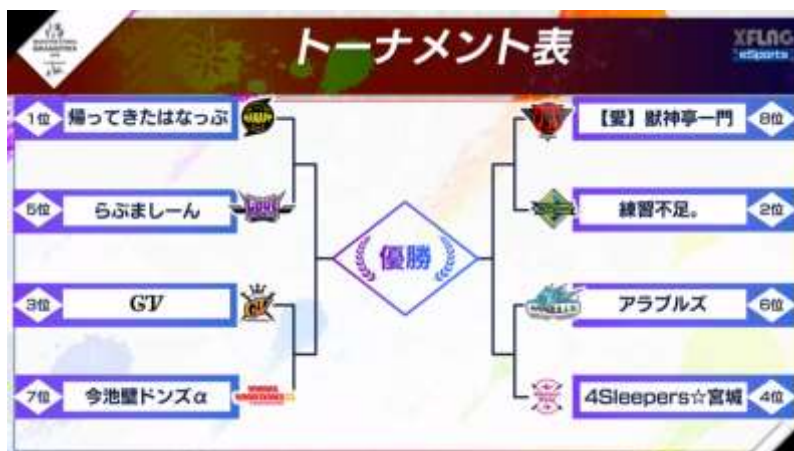 トーナメント表
XFLAG
eSports
1位 帰ってきたはなっぷ
【愛】獣神亭一門 8位
5位 らぶましーん
練習不足。 2位
優勝
3位 GV
アラブルズ 6位
7位 今池壁ドンズα
4Sleepers☆宮城 4位